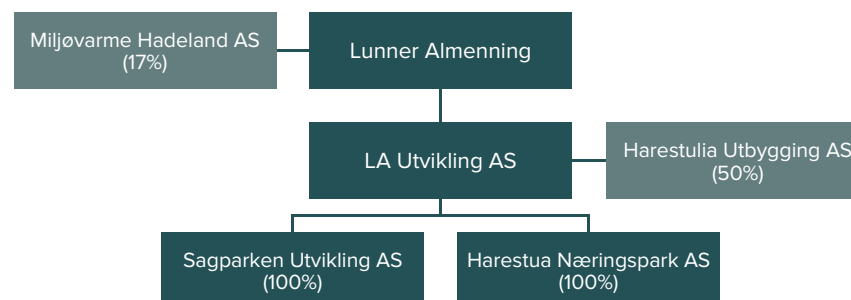 Miljøvarme Hadeland AS
(17%)
Lunner Almenning
LA Utvikling AS
Harestulia Utbygging AS
(50%)
Sagparken Utvikling AS
(100%)
Harestua Næringspark AS
(100%)